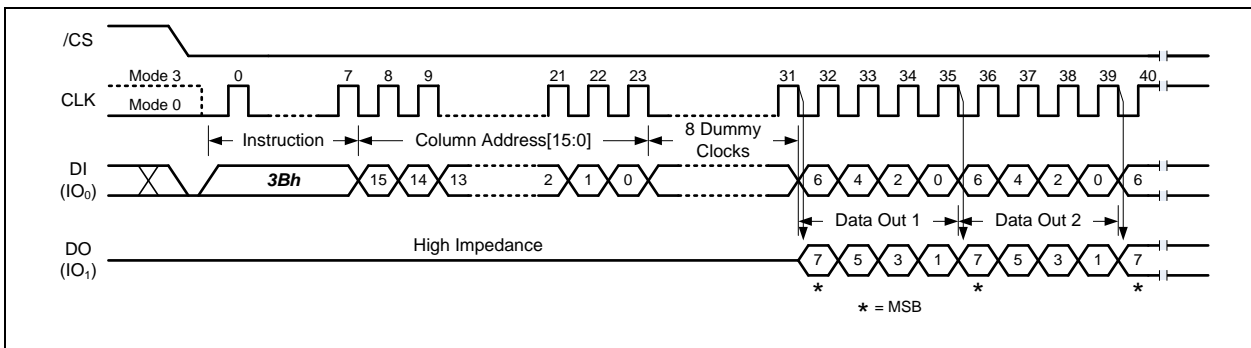 /CS
Mode 3 0 7 8 9 21 22 23 31 32 33 34 35 36 37 38 39 40
CLK Mode 0
Instruction Column Address[15:0] 8 Dummy
Clocks
DI
(IO0) 3Bh 15 14 13 2 1 0 6 4 2 0 6 4 2 0 6
Data Out 1 Data Out 2
DO
(IO1) High Impedance 7 5 3 1 7 5 3 1 7
* * *
* = MSB